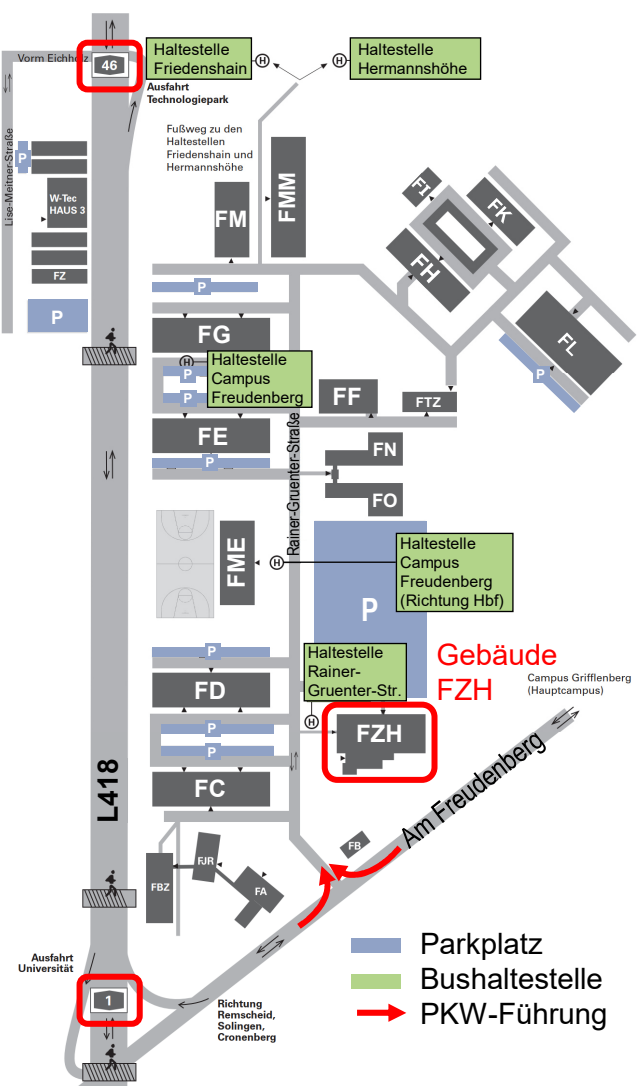 Vorm Eichholz
46
Haltestelle
Friedenshain
H
H
Haltestelle
Hermannshöhe
Ausfahrt
Technologiepark
Fußweg zu den
Haltestellen
Friedenshain und
Hermannshöhe
Lise-Meitner-Straße
P
W-Tec
HAUS 3
FZ
P
FM
FMM
FI
FK
FH
FL
P
P
FG
H
Haltestelle
Campus
Freudenberg
P
P
FF
FTZ
FE
P
FN
FO
Rainer-Gruenter-Straße
FME
H
Haltestelle
Campus
Freudenberg
(Richtung Hbf)
P
P
Haltestelle
Rainer-
Gruenter-Str.
H
Gebäude
FZH
Campus Grifflenberg
(Hauptcampus)
FD
FZH
P
P
FC
L418
Am Freudenberg
FB
FJR
FBZ
FA
Ausfahrt
Universität
1
Richtung
Remscheid,
Solingen,
Cronenberg
Parkplatz
Bushaltestelle
PKW-Führung